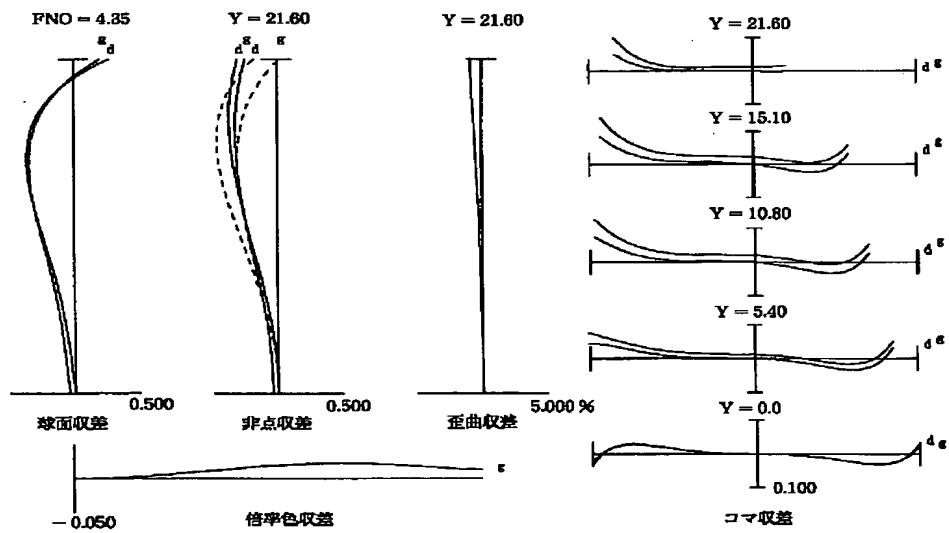 FNO = 4.35
g
d
0.500
球面収差
Y = 21.60
d g d g
0.500
非点収差
Y = 21.60
5.000 %
歪曲収差
g
- 0.050
倍率色収差
Y = 21.60
d g
Y = 15.10
d g
Y = 10.80
d g
Y = 5.40
d g
Y = 0.0
d g
0.100
コマ収差